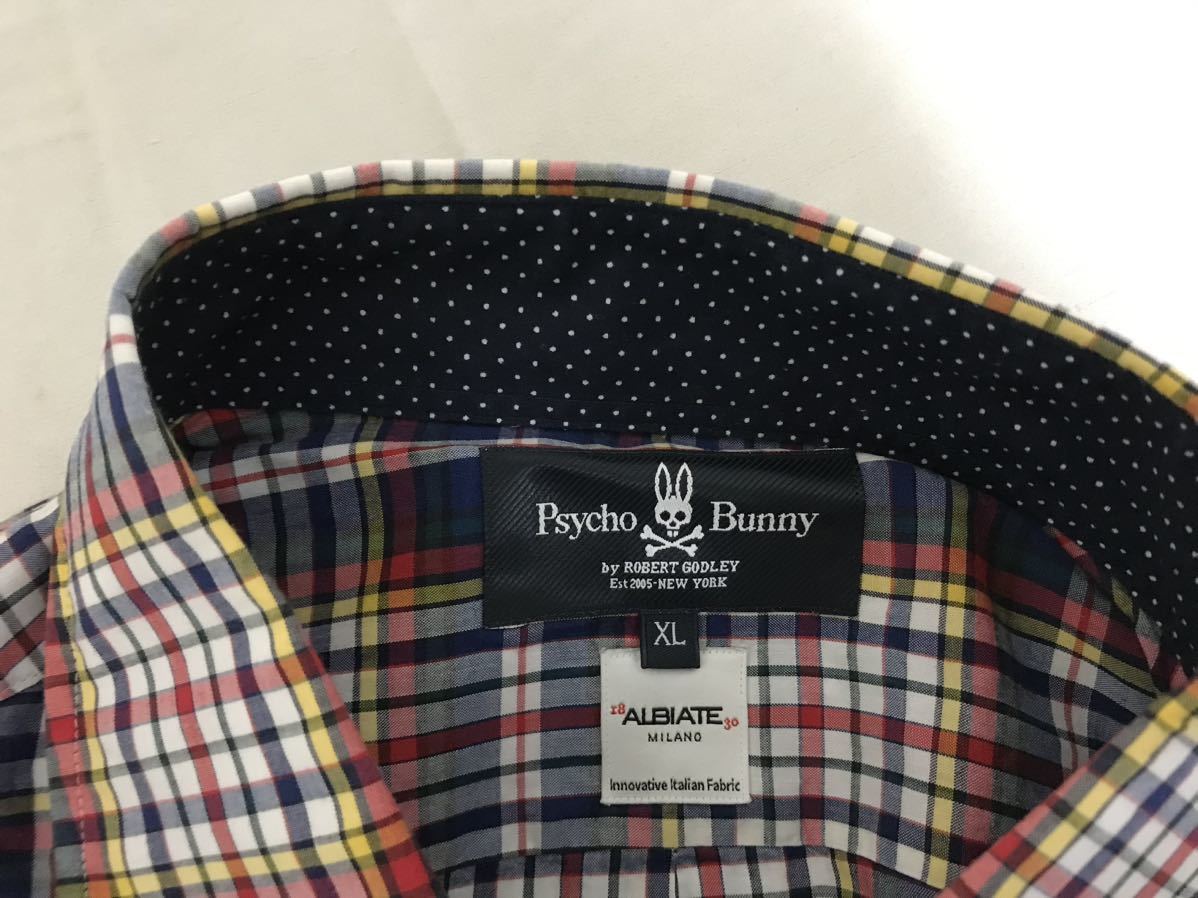 Psycho Bunny
by ROBERT GODLEY
Est 2005-NEW YORK
XL
18 ALBIATE 30
MILANO
Innovative Italian Fabric